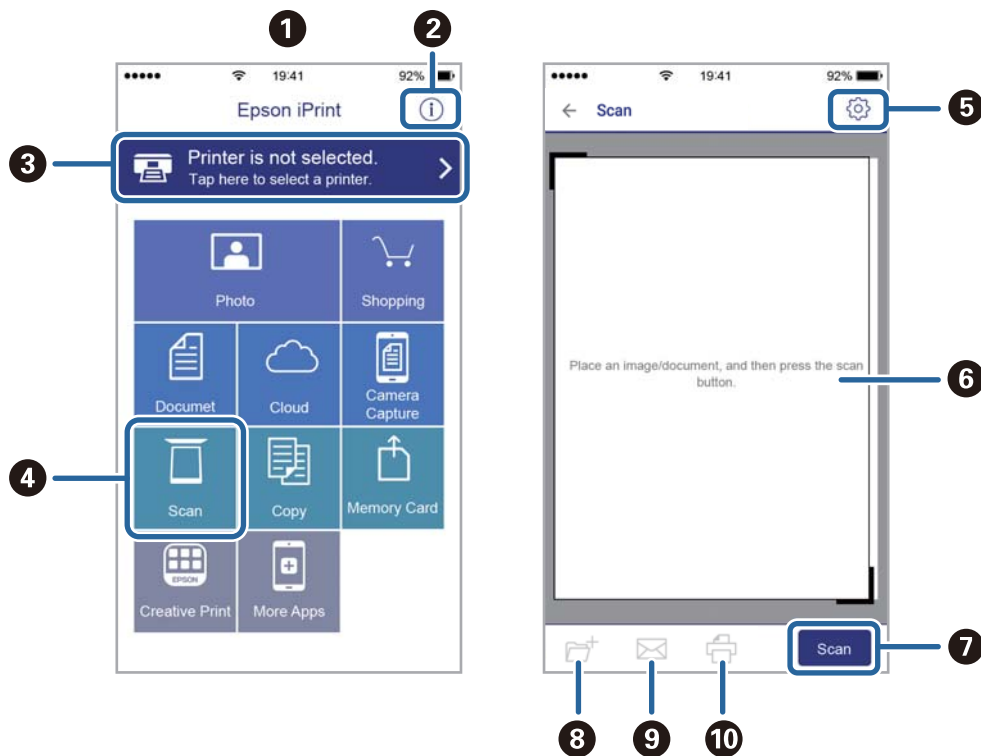 1
2
●●●●● 19:41 92%
Epson iPrint
i
3
Printer is not selected.
Tap here to select a printer.
Photo
Shopping
Documet
Cloud
Camera
Capture
4
Scan
Copy
Memory Card
EPSON
Creative Print
More Apps
●●●●● 19:41 92%
← Scan
5
Place an image/document, and then press the scan
button.
6
Scan
7
8
9
10